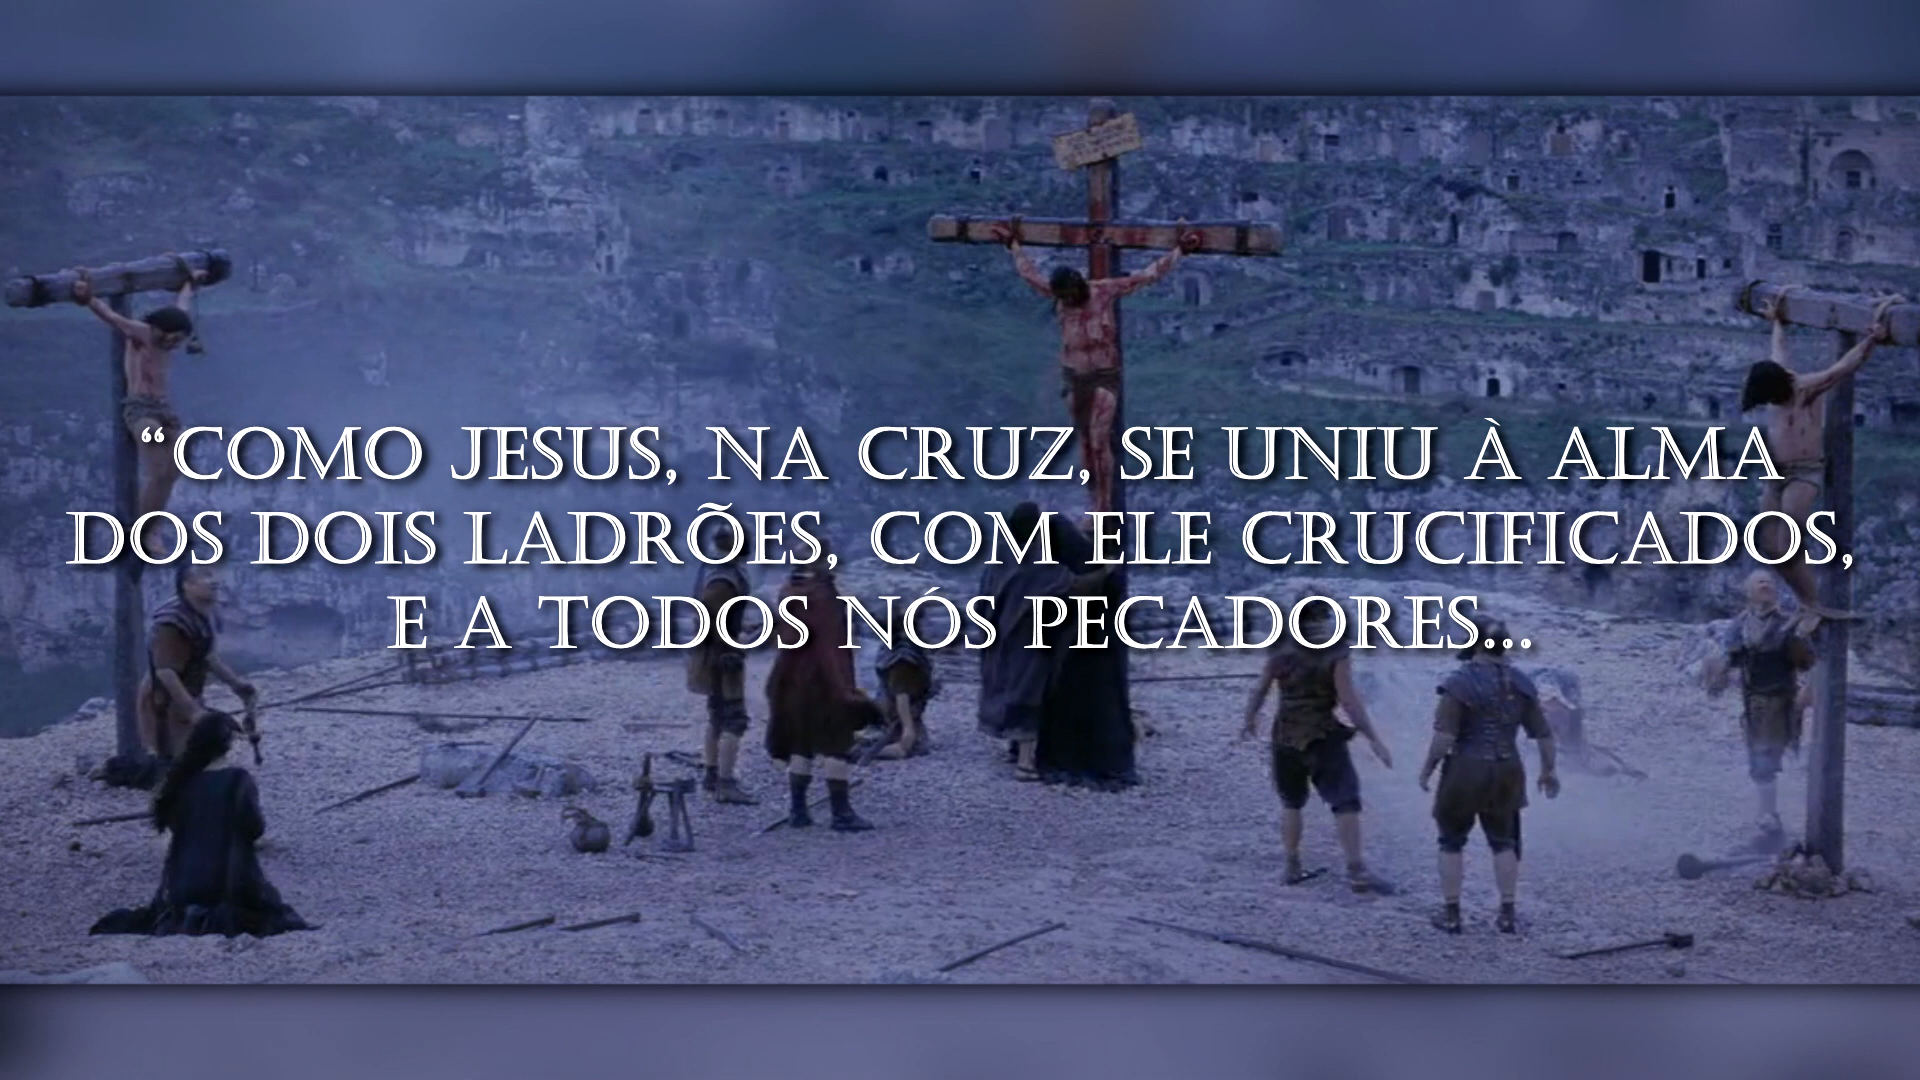 “COMO JESUS, NA CRUZ, SE UNIU À ALMA
DOS DOIS LADRÕES, COM ELE CRUCIFICADOS,
E A TODOS NÓS PECADORES...